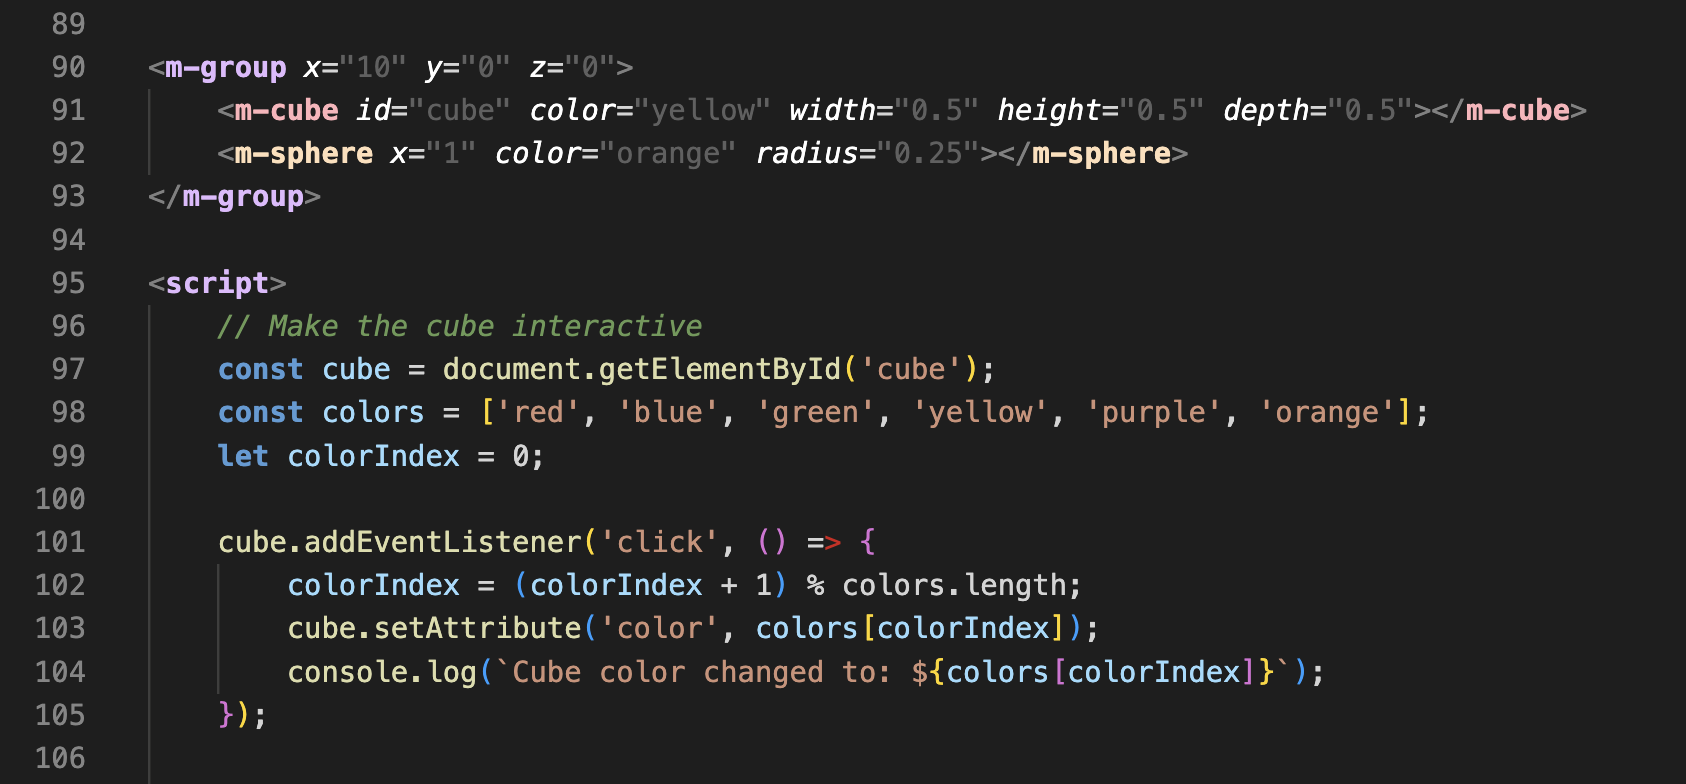 89
90 <m-group x="10" y="0" z="0">
91     <m-cube id="cube" color="yellow" width="0.5" height="0.5" depth="0.5"></m-cube>
92     <m-sphere x="1" color="orange" radius="0.25"></m-sphere>
93 </m-group>
94
95 <script>
96     // Make the cube interactive
97     const cube = document.getElementById('cube');
98     const colors = ['red', 'blue', 'green', 'yellow', 'purple', 'orange'];
99     let colorIndex = 0;
100
101     cube.addEventListener('click', () => {
102         colorIndex = (colorIndex + 1) % colors.length;
103         cube.setAttribute('color', colors[colorIndex]);
104         console.log(`Cube color changed to: ${colors[colorIndex]}`);
105     });
106